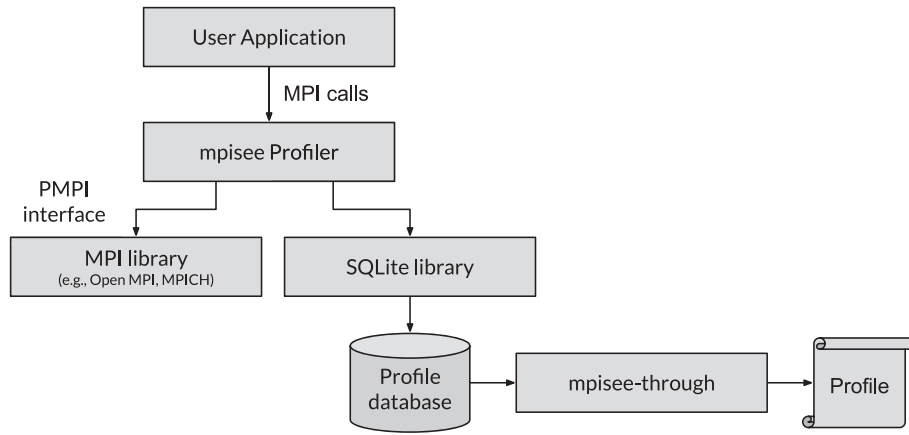 User Application
MPI calls
mpisee Profiler
PMPI
interface
MPI library
(e.g., Open MPI, MPICH)
SQLite library
Profile
database
mpisee-through
Profile